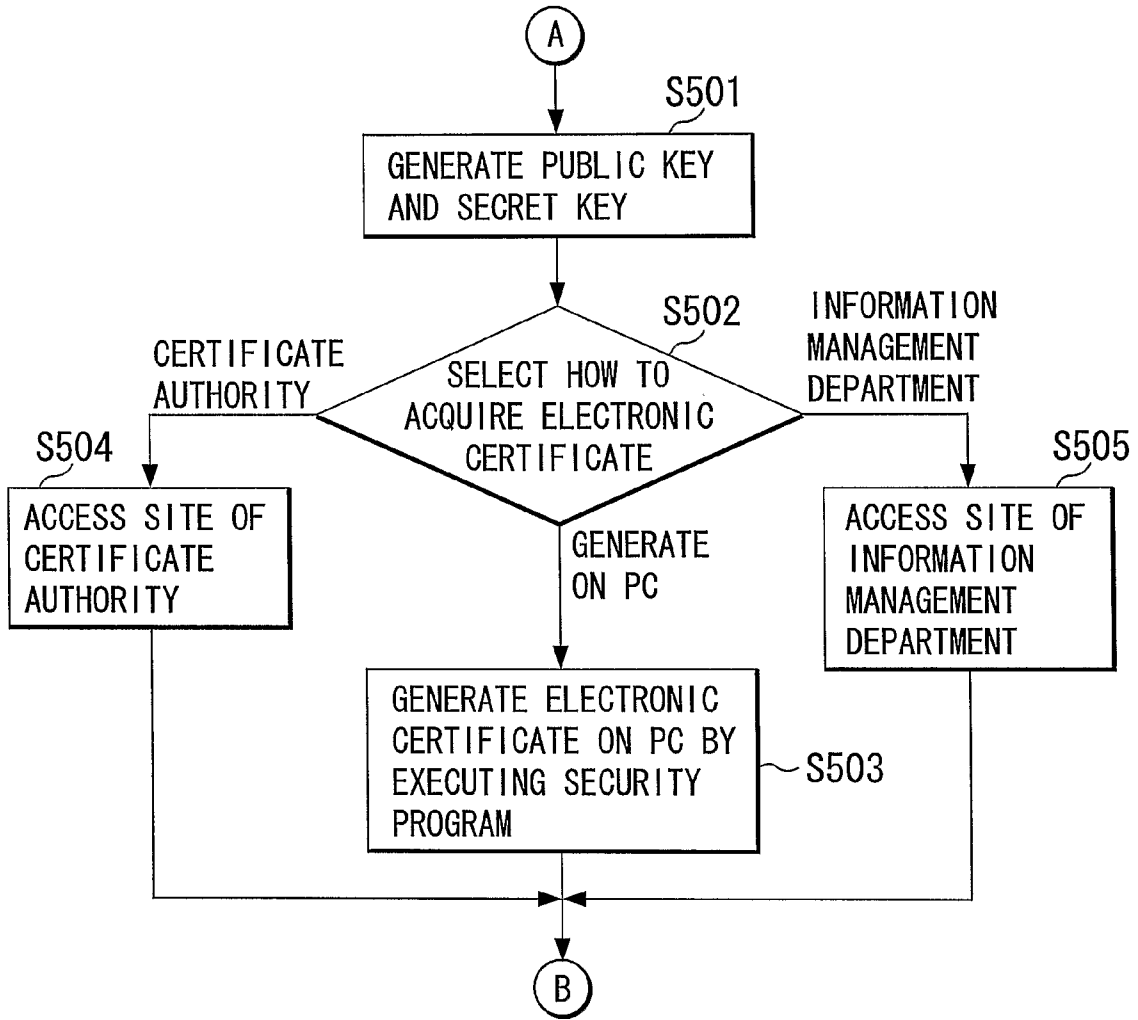 A
S501
GENERATE PUBLIC KEY
AND SECRET KEY
S502
SELECT HOW TO
ACQUIRE ELECTRONIC
CERTIFICATE
CERTIFICATE
AUTHORITY
INFORMATION
MANAGEMENT
DEPARTMENT
GENERATE
ON PC
S504
ACCESS SITE OF
CERTIFICATE
AUTHORITY
S505
ACCESS SITE OF
INFORMATION
MANAGEMENT
DEPARTMENT
GENERATE ELECTRONIC
CERTIFICATE ON PC BY
EXECUTING SECURITY
PROGRAM
S503
B